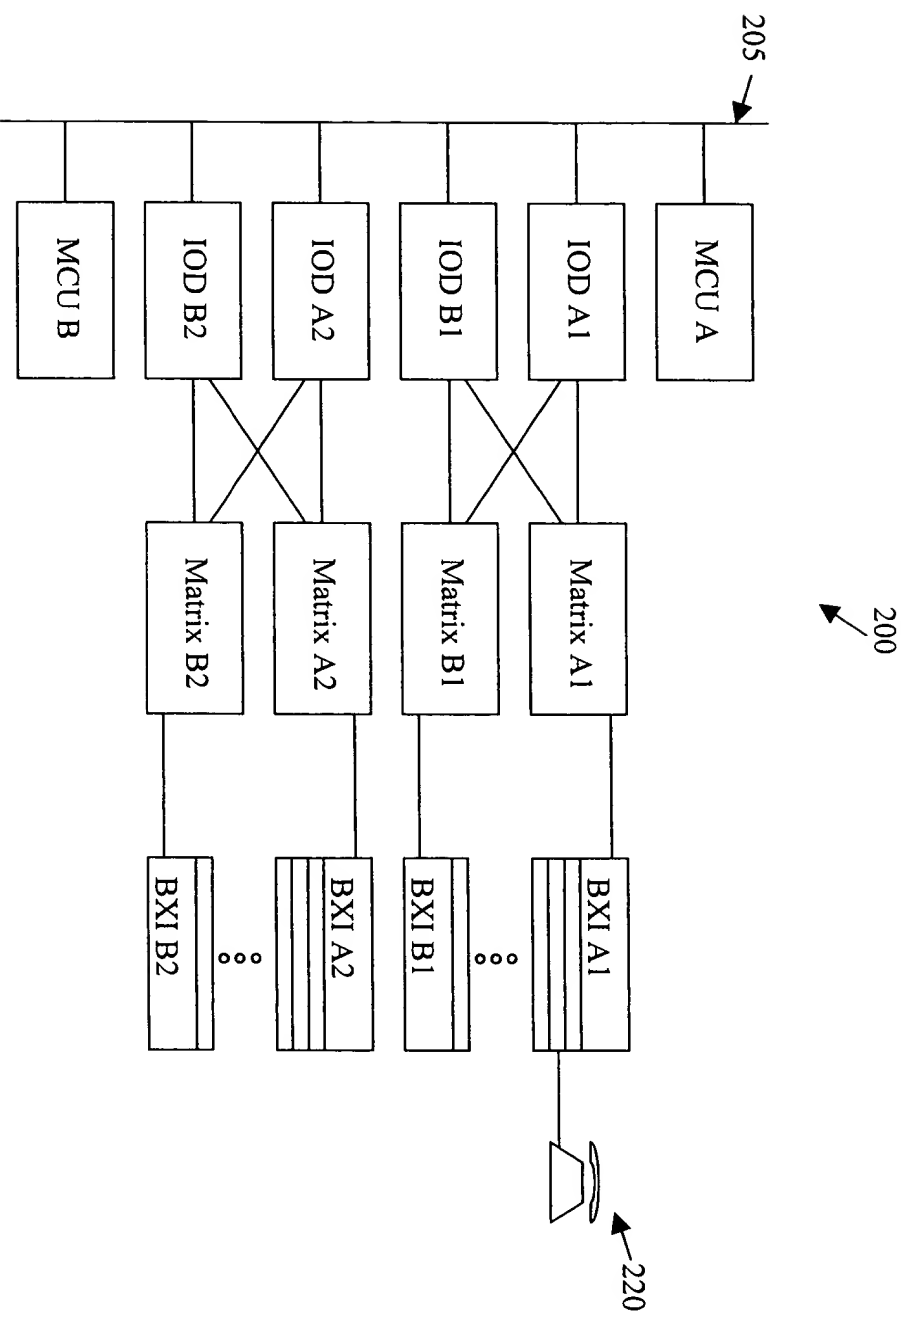 200
205
MCU A
IOD A1
Matrix A1
BXI A1
220
IOD B1
Matrix B1
BXI B1
IOD A2
Matrix A2
BXI A2
IOD B2
Matrix B2
BXI B2
MCU B